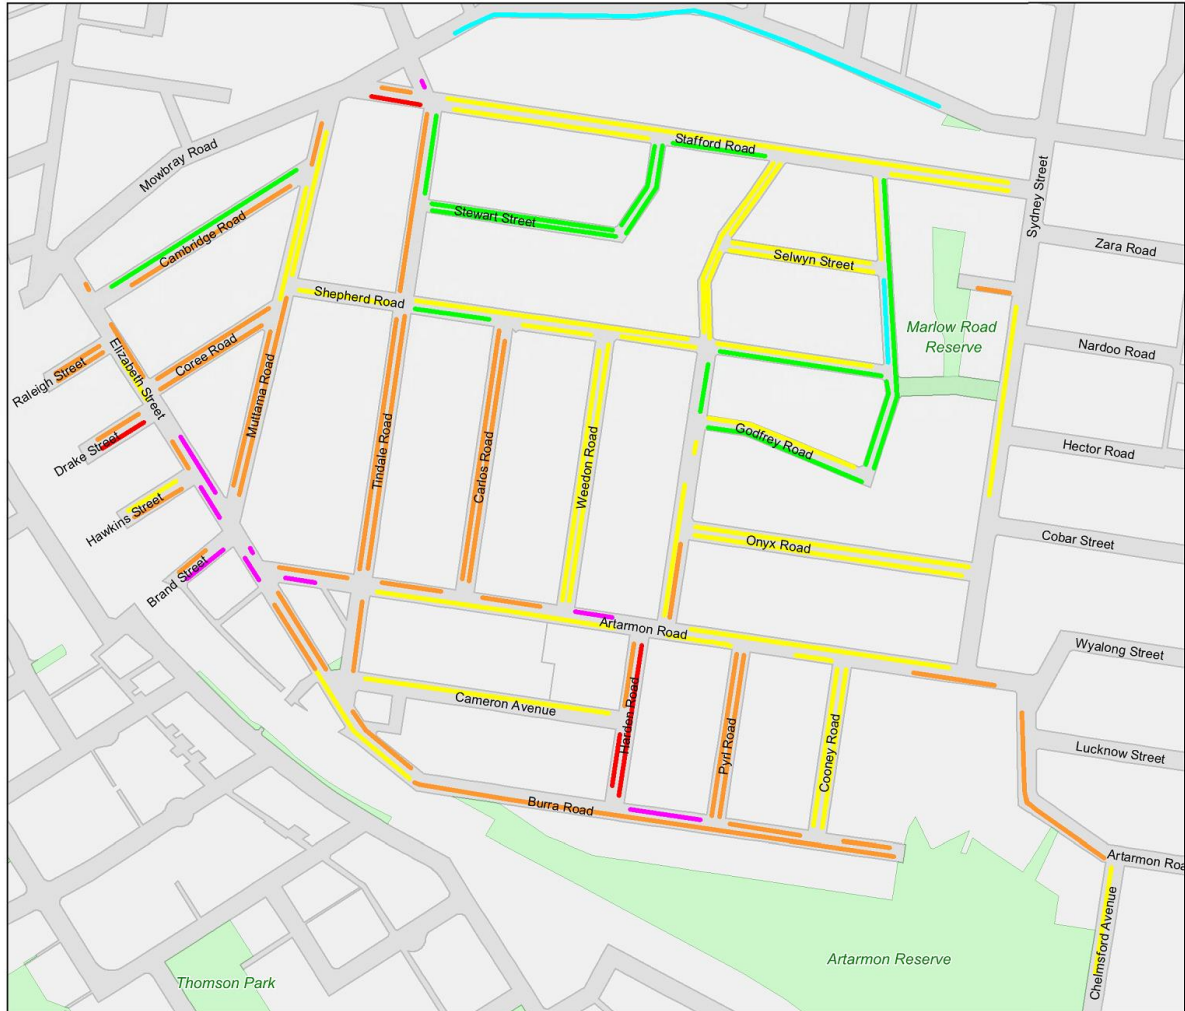 Stafford Road
Mowbray Road
Sydney Street
Stewart Street
Cambridge Road
Zara Road
Selwyn Street
Shepherd Road
Marlow Road
Reserve
Nardoo Road
Coree Road
Elizabeth Street
Raleigh Street
Muttama Road
Drake Street
Tindale Road
Carlos Road
Weedon Road
Godfrey Road
Hector Road
Hawkins Street
Onyx Road
Cobar Street
Brand Street
Artarmon Road
Wyalong Street
Cameron Avenue
Harden Road
Pyrl Road
Cooney Road
Lucknow Street
Burra Road
Artarmon Roa
Chelmsford Avenue
Artarmon Reserve
Thomson Park